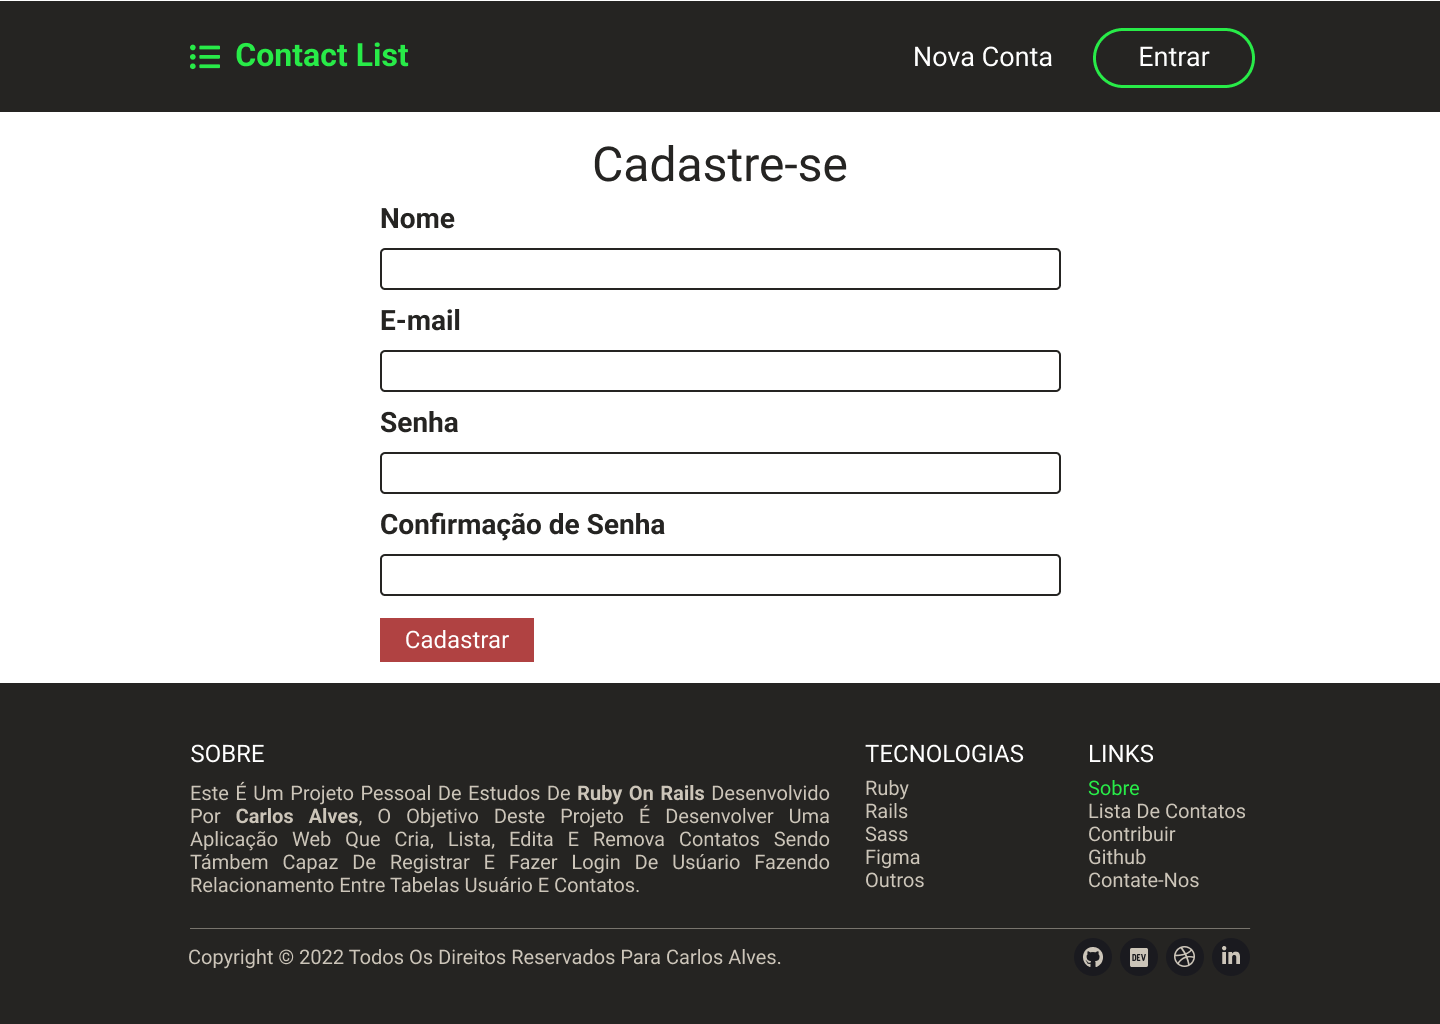 Contact List
Nova Conta
Entrar
Cadastre-se
Nome
E-mail
Senha
Confirmação de Senha
Cadastrar
SOBRE
Este É Um Projeto Pessoal De Estudos De Ruby On Rails Desenvolvido
Por Carlos Alves, O Objetivo Deste Projeto É Desenvolver Uma
Aplicação Web Que Cria, Lista, Edita E Remova Contatos Sendo
Támbem Capaz De Registrar E Fazer Login De Usúario Fazendo
Relacionamento Entre Tabelas Usuário E Contatos.
TECNOLOGIAS
Ruby
Rails
Sass
Figma
Outros
LINKS
Sobre
Lista De Contatos
Contribuir
Github
Contate-Nos
Copyright © 2022 Todos Os Direitos Reservados Para Carlos Alves.
DEV
in